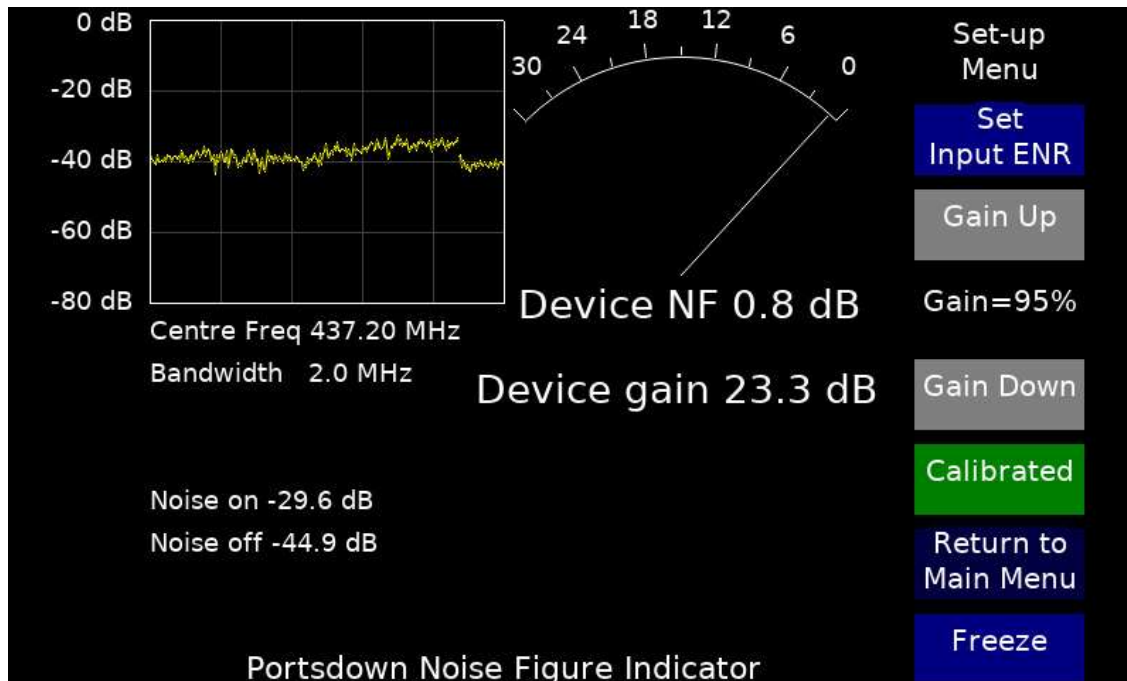 0 dB
-20 dB
-40 dB
-60 dB
-80 dB
Centre Freq 437.20 MHz
Bandwidth 2.0 MHz
Noise on -29.6 dB
Noise off -44.9 dB
30
24
18
12
6
0
Device NF 0.8 dB
Device gain 23.3 dB
Portsdown Noise Figure Indicator
Set-up
Menu
Set
Input ENR
Gain Up
Gain=95%
Gain Down
Calibrated
Return to
Main Menu
Freeze